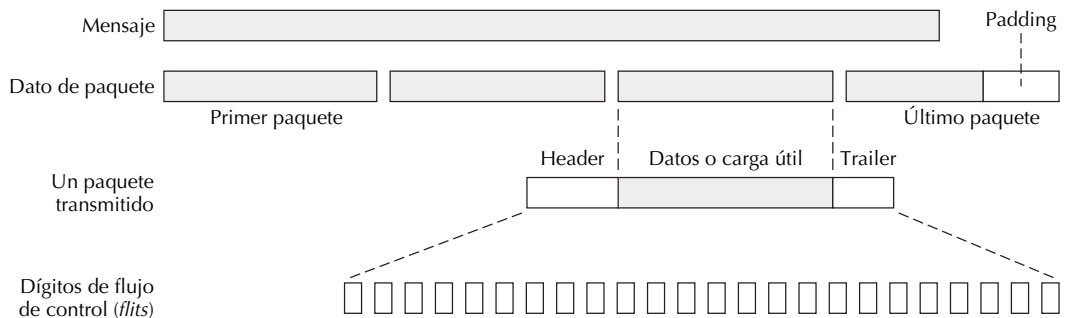 Mensaje
Padding
Dato de paquete
Primer paquete
Último paquete
Header
Datos o carga útil
Trailer
Un paquete
transmitido
Dígitos de flujo
de control (flits)